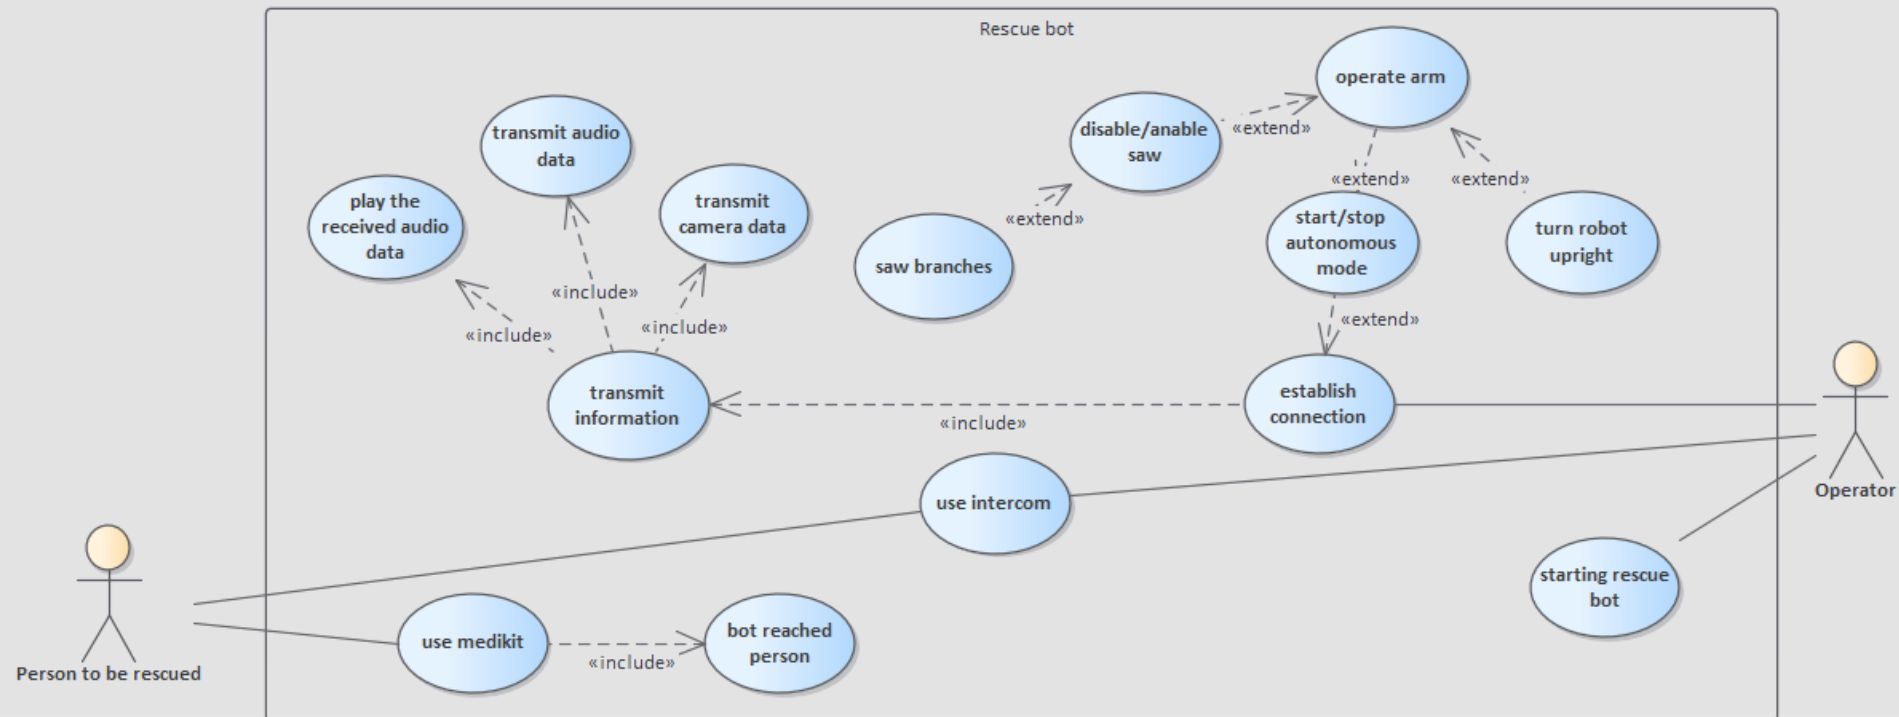 Rescue bot
operate arm
transmit audio
data
disable/anable
saw
«extend»
«extend»
«extend»
play the
received audio
data
transmit
camera data
«extend»
start/stop
autonomous
mode
turn robot
upright
saw branches
«include»
«include»
«include»
«extend»
transmit
information
establish
connection
«include»
use intercom
Operator
starting rescue
bot
use medikit
bot reached
person
«include»
Person to be rescued